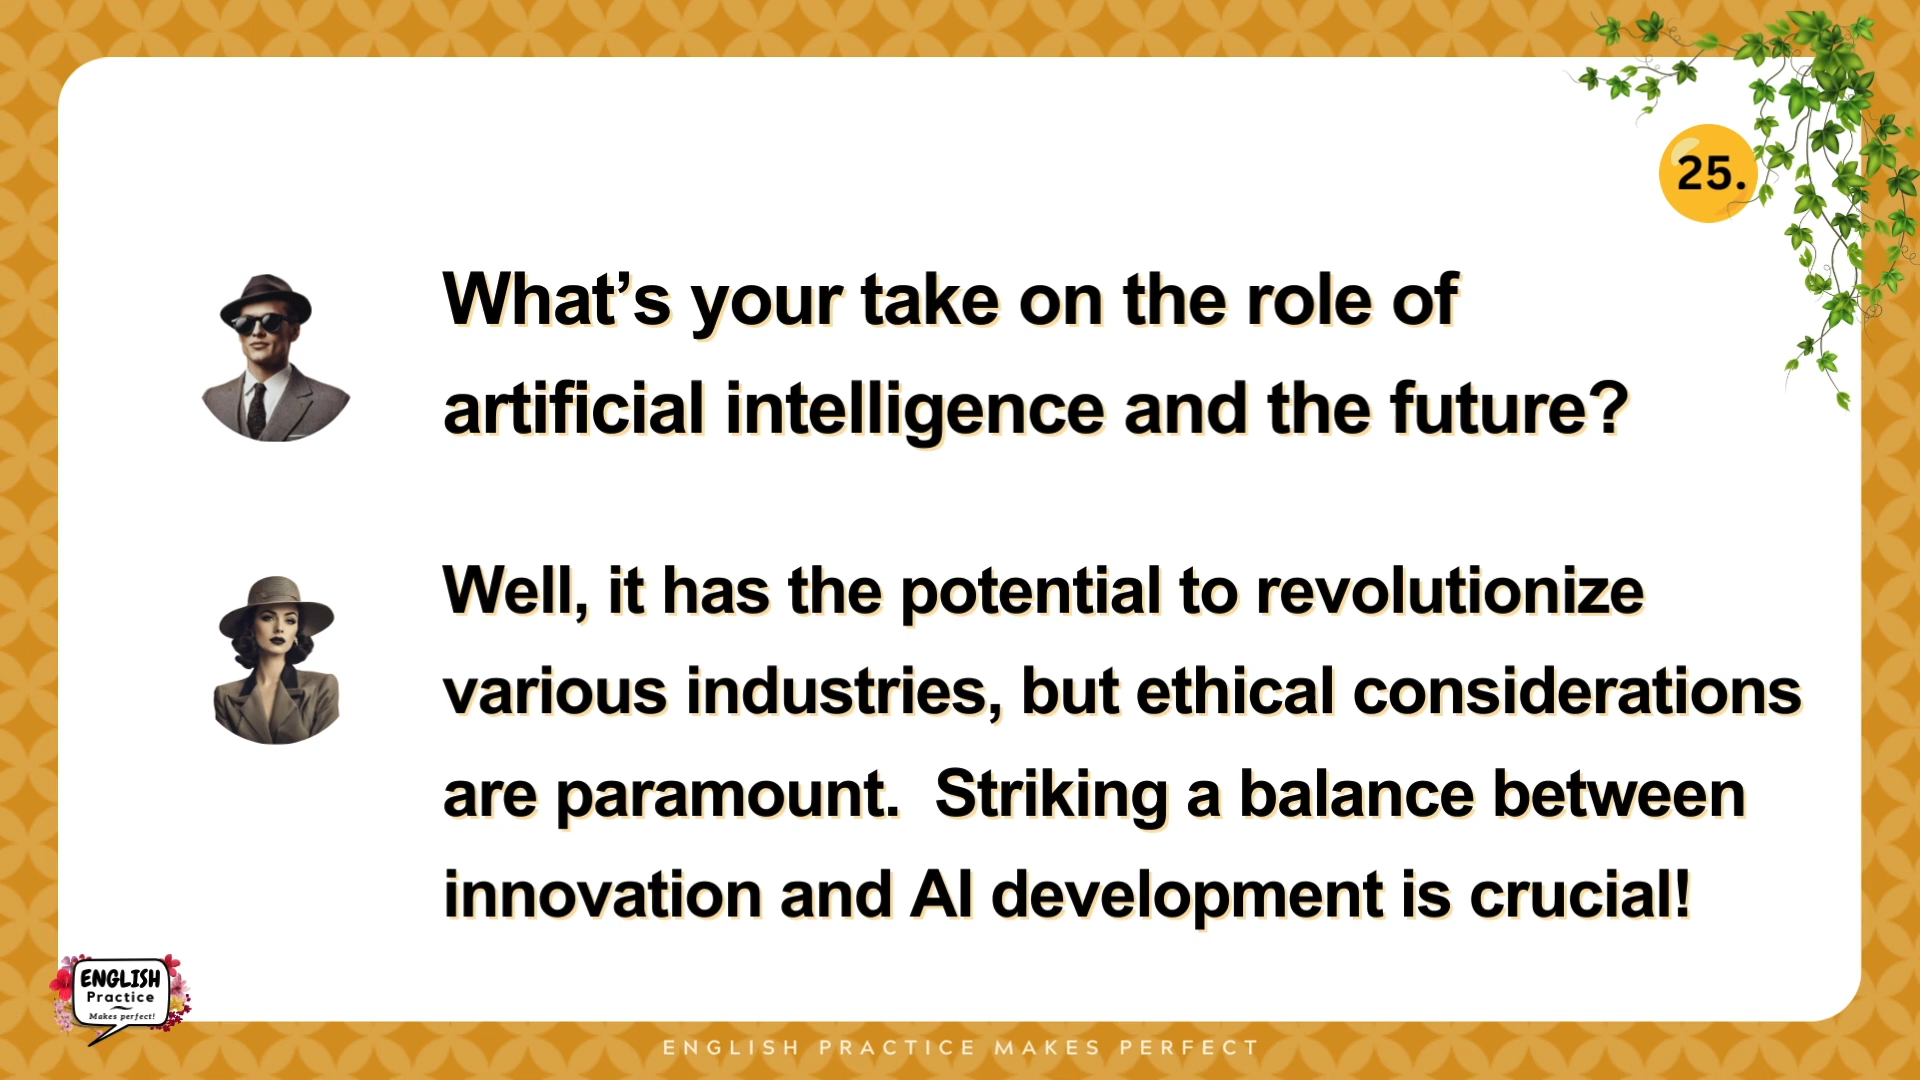 25.
What’s your take on the role of
artificial intelligence and the future?
Well, it has the potential to revolutionize
various industries, but ethical considerations
are paramount.  Striking a balance between
innovation and AI development is crucial!
ENGLISH
Practice
Makes perfect!
ENGLISH PRACTICE MAKES PERFECT